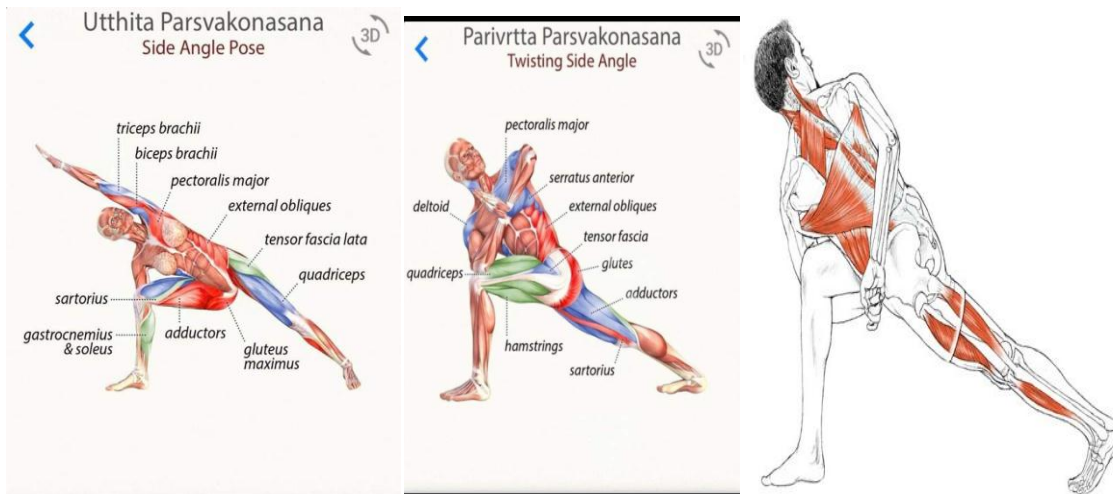 Utthita Parsvakonasana
Side Angle Pose
3D
triceps brachii
biceps brachii
pectoralis major
external obliques
tensor fascia lata
quadriceps
sartorius
gastrocnemius
& soleus
adductors
gluteus
maximus
Parivrtta Parsvakonasana
Twisting Side Angle
3D
pectoralis major
serratus anterior
deltoid
external obliques
tensor fascia
quadriceps
glutes
adductors
hamstrings
sartorius